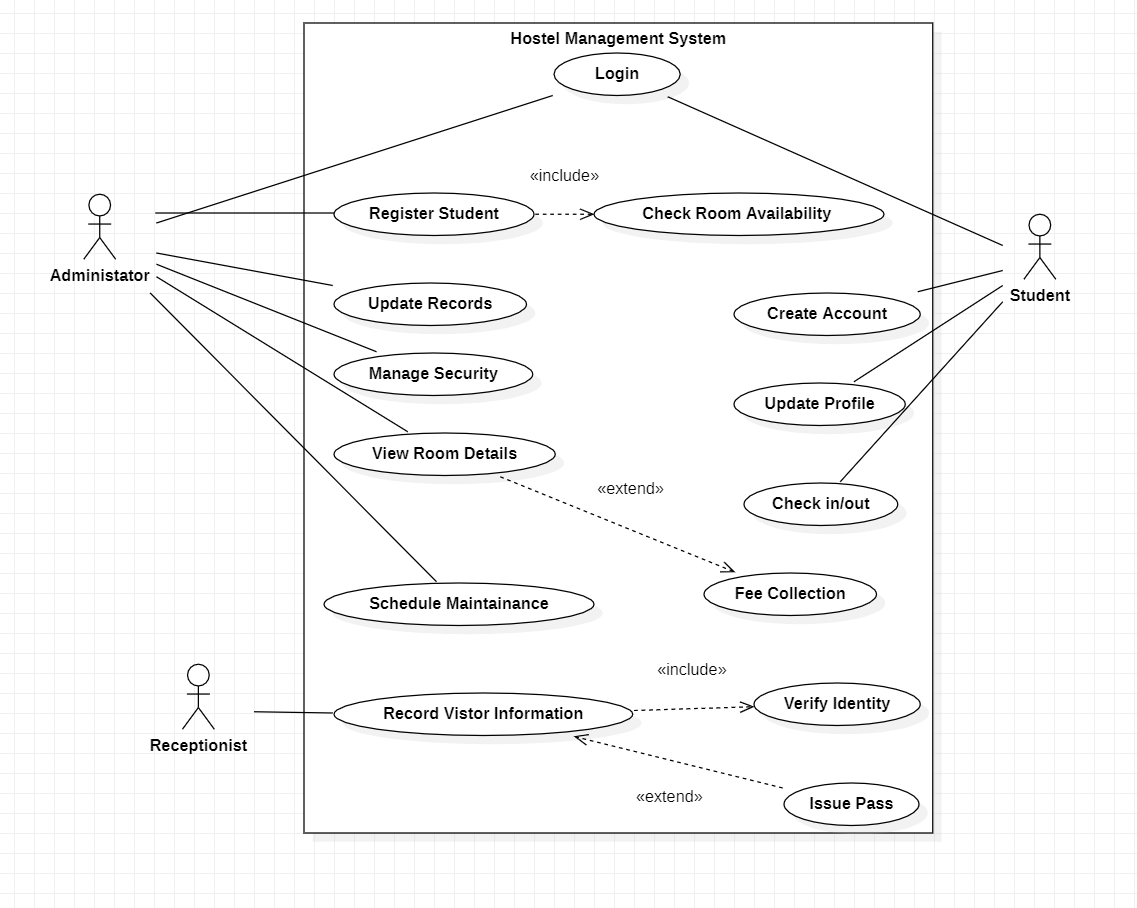 Hostel Management System
Login
«include»
Register Student
Check Room Availability
Administator
Student
Update Records
Create Account
Manage Security
Update Profile
View Room Details
«extend»
Check in/out
Fee Collection
Schedule Maintainance
«include»
Verify Identity
Record Vistor Information
Receptionist
«extend»
Issue Pass